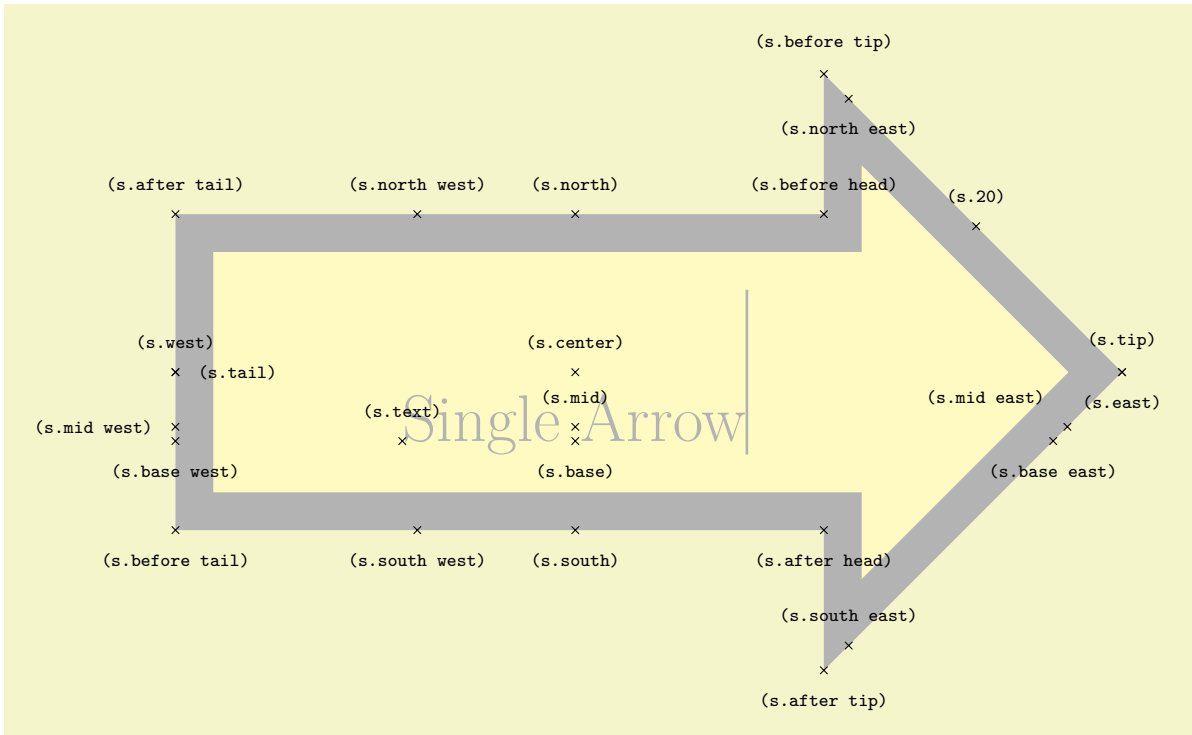 (s.before tip)
(s.north east)
(s.after tail) (s.north west) (s.north) (s.before head)
(s.20)
(s.west) (s.center) (s.tip)
(s.tail)
(s.mid) (s.mid east) (s.east)
(s.text)
Single Arrow
(s.mid west)
(s.base west) (s.base) (s.base east)
(s.before tail) (s.south west) (s.south) (s.after head)
(s.south east)
(s.after tip)